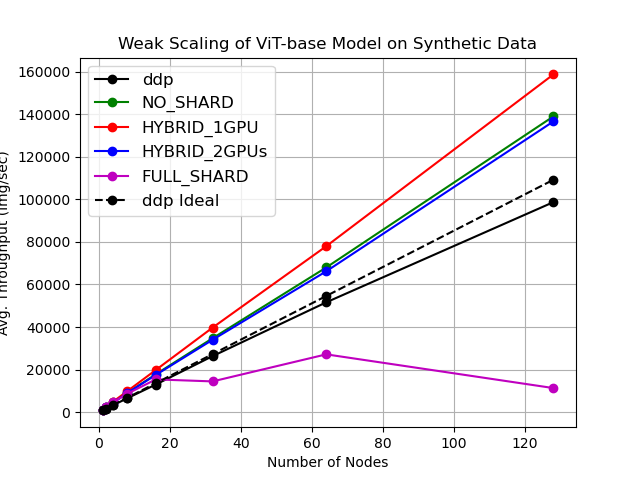 Weak Scaling of ViT-base Model on Synthetic Data
160000
140000
120000
100000
80000
60000
40000
20000
0
Avg. Throughput (img/sec)
ddp
NO_SHARD
HYBRID_1GPU
HYBRID_2GPUs
FULL_SHARD
ddp Ideal
0 20 40 60 80 100 120
Number of Nodes